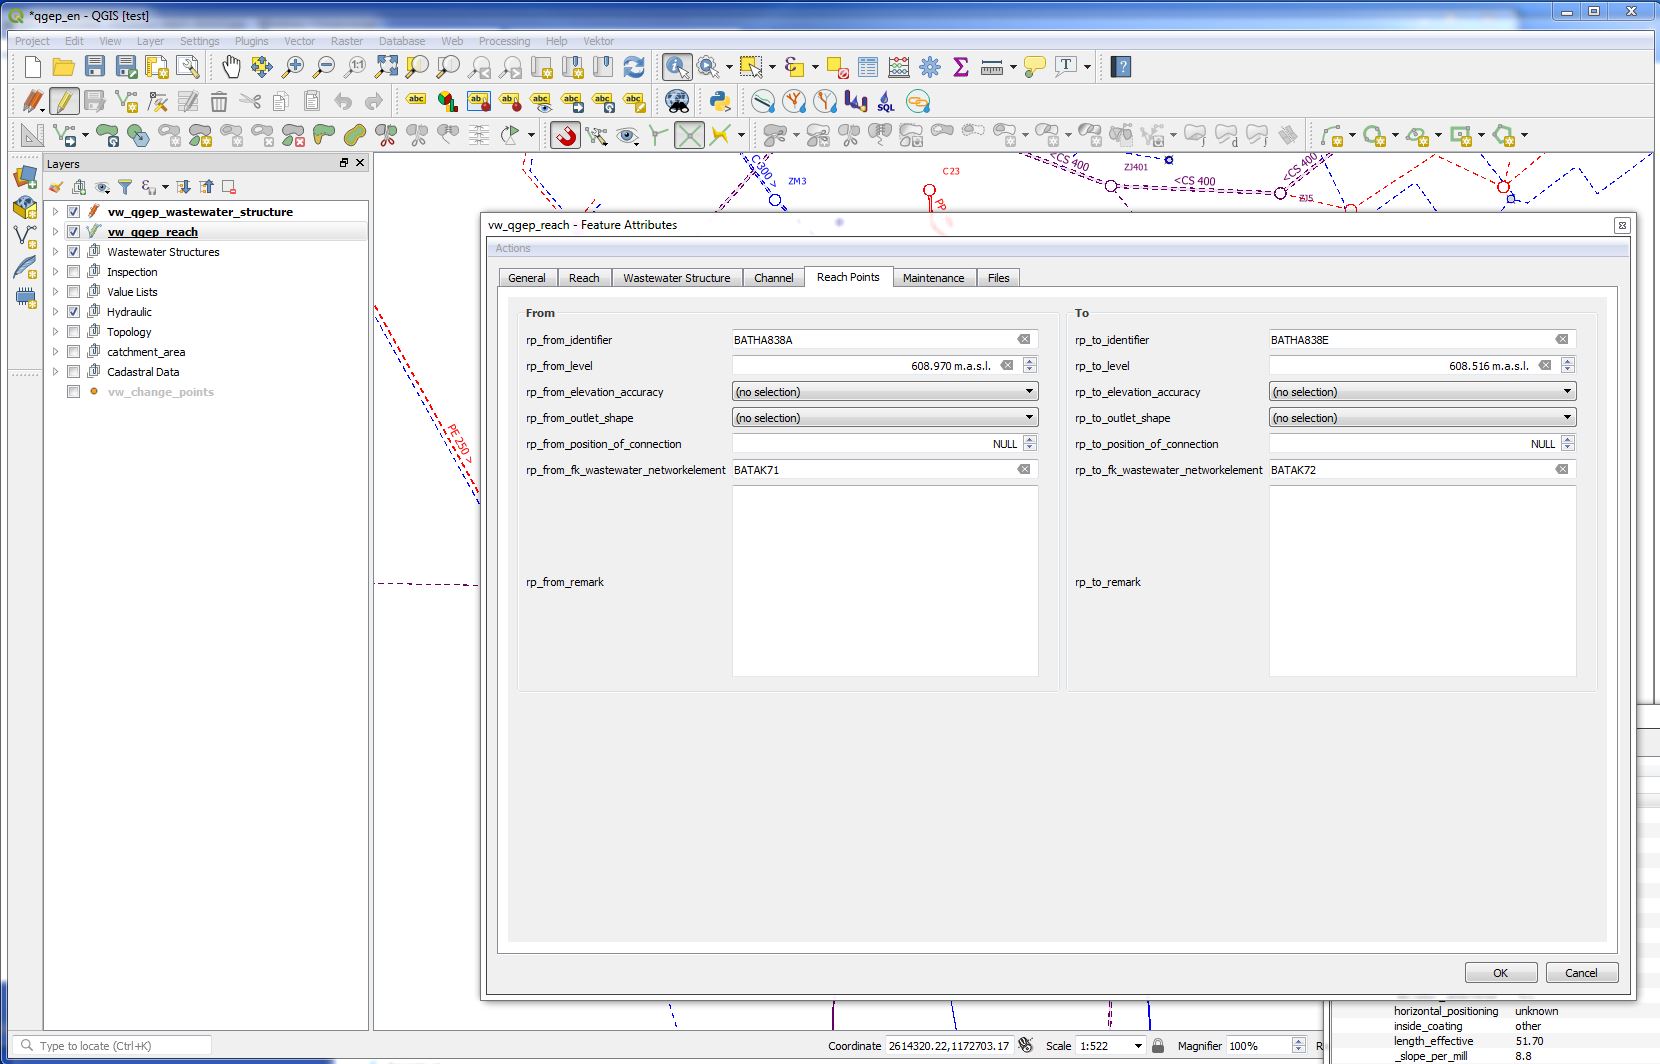 *qgep_en - QGIS [test]
Project Edit View Layer Settings Plugins Vector Raster Database Web Processing Help Vektor
Layers
vw_qgep_wastewater_structure
vw_qgep_reach
Wastewater Structures
Inspection
Value Lists
Hydraulic
Topology
catchment_area
Cadastral Data
vw_change_points
C 300 >
ZM3
C23
PP
<CS 400
ZJ401
<CS 400
<CS 400
ZJ5
PE 250 >
vw_qgep_reach - Feature Attributes
Actions
General Reach Wastewater Structure Channel Reach Points Maintenance Files
From
rp_from_identifier BATHA838A
rp_from_level 608.970 m.a.s.l.
rp_from_elevation_accuracy (no selection)
rp_from_outlet_shape (no selection)
rp_from_position_of_connection NULL
rp_from_fk_wastewater_networkelement BATAK71
rp_from_remark
To
rp_to_identifier BATHA838E
rp_to_level 608.516 m.a.s.l.
rp_to_elevation_accuracy (no selection)
rp_to_outlet_shape (no selection)
rp_to_position_of_connection NULL
rp_to_fk_wastewater_networkelement BATAK72
rp_to_remark
OK Cancel
horizontal_positioning unknown
inside_coating other
length_effective 51.70
_slope_per_mill 8.8
Type to locate (Ctrl+K)
Coordinate 2614320.22,1172703.17 Scale 1:522 Magnifier 100%